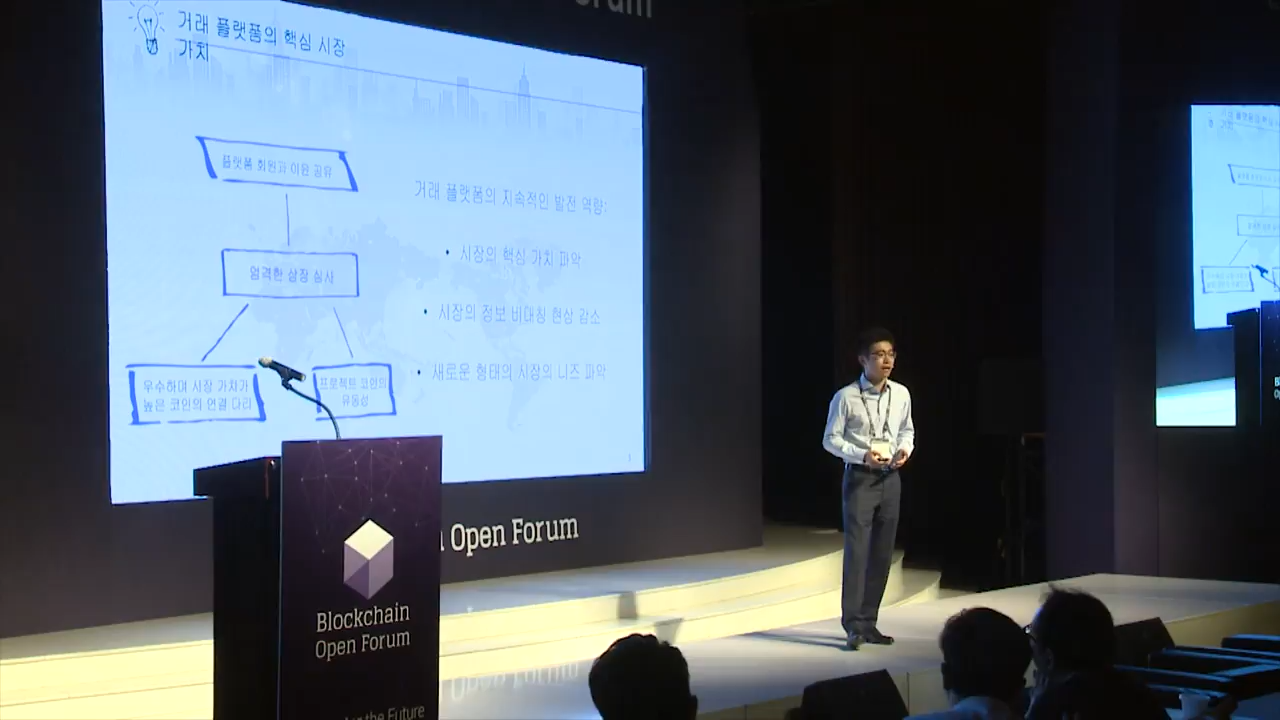 orum
거래 플랫폼의 핵심 시장
가치
플랫폼 회원과 이윤 공유
엄격한 상장 심사
우수하며 시장 가치가
높은 코인의 연결 다리
프로젝트 코인의
유동성
거래 플랫폼의 지속적인 발전 역량:
• 시장의 핵심 가치 파악
• 시장의 정보 비대칭 현상 감소
• 새로운 형태의 시장의 니즈 파악
Open Forum
Blockchain
Open Forum
the Future